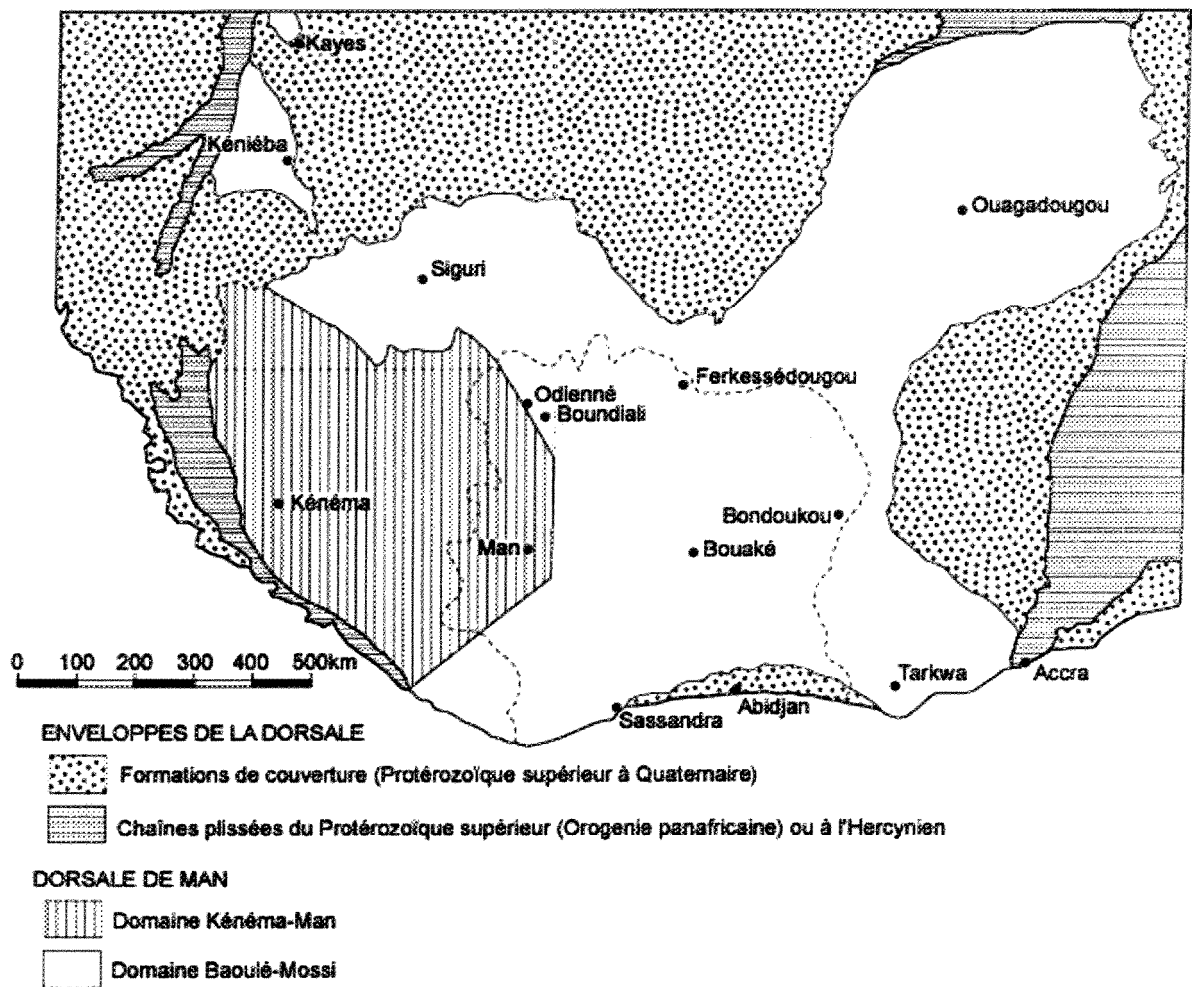 Kayes
Kéniéba
Ouagadougou
Siguri
Ferkessédougou
Odienné
Boundiali
Kénéma
Bondoukou
Man
Bouaké
0 100 200 300 400 500km
Tarkwa
Accra
Sassandra
Abidjan
ENVELOPPES DE LA DORSALE
Formations de couverture (Protérozoïque supérieur à Quaternaire)
Chaînes plissées du Protérozoïque supérieur (Orogenie panafricaine) ou à l'Hercynien
DORSALE DE MAN
Domaine Kénéma-Man
Domaine Baoulé-Mossi